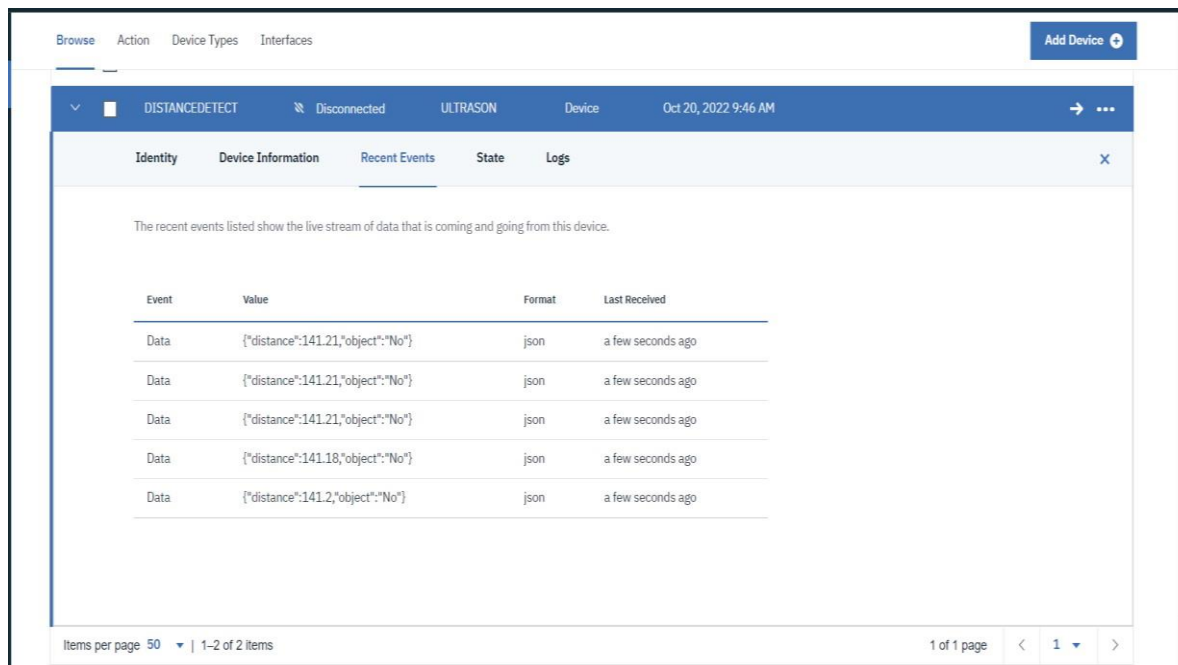 Browse Action Device Types Interfaces Add Device
DISTANCEDETECT Disconnected ULTRASON Device Oct 20, 2022 9:46 AM
Identity Device Information Recent Events State Logs
The recent events listed show the live stream of data that is coming and going from this device.
Event Value Format Last Received
Data {"distance":141.21,"object":"No"} json a few seconds ago
Data {"distance":141.21,"object":"No"} json a few seconds ago
Data {"distance":141.21,"object":"No"} json a few seconds ago
Data {"distance":141.18,"object":"No"} json a few seconds ago
Data {"distance":141.2,"object":"No"} json a few seconds ago
Items per page 50 | 1–2 of 2 items 1 of 1 page 1